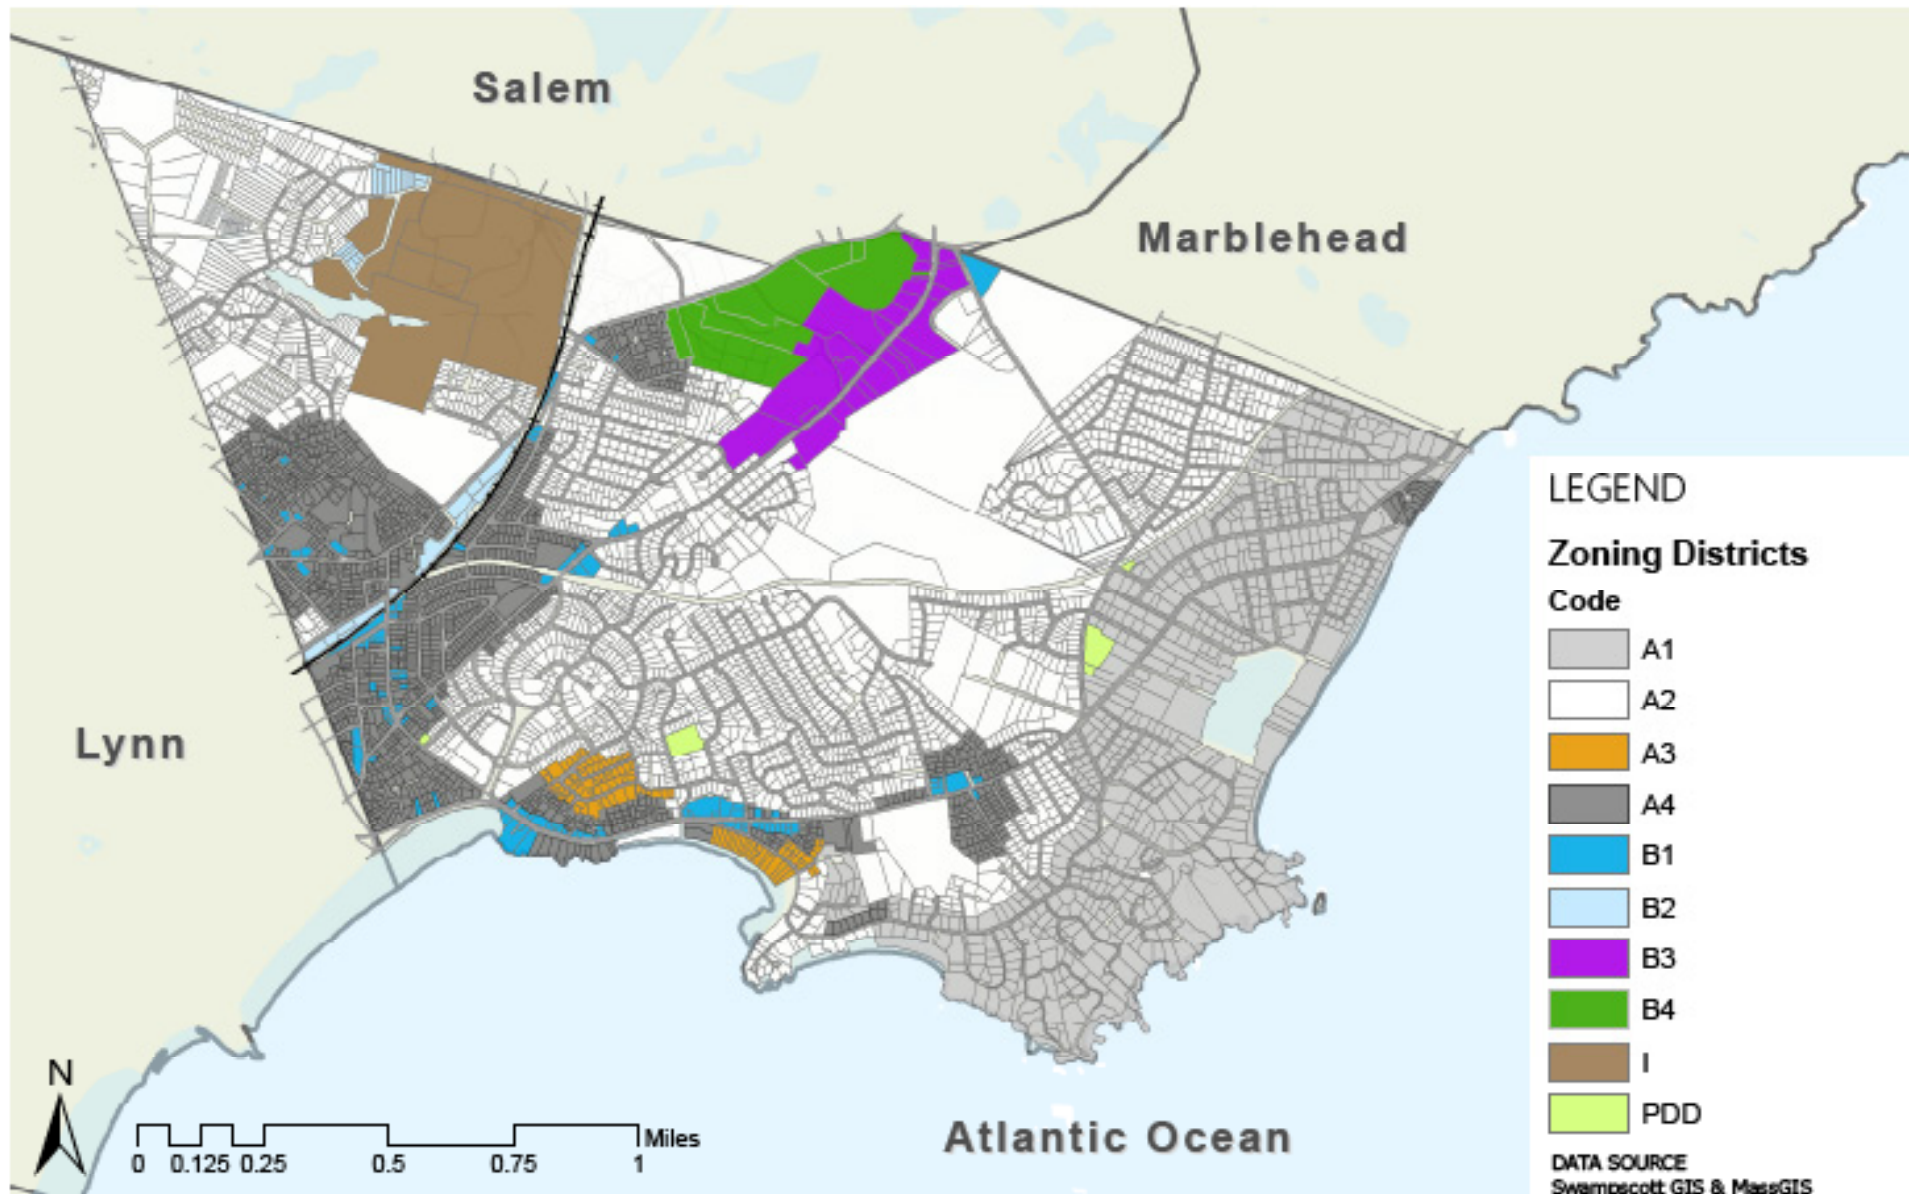 Salem
Marblehead
Lynn
Atlantic Ocean
N
Miles
0 0.125 0.25 0.5 0.75 1
LEGEND
Zoning Districts
Code
A1
A2
A3
A4
B1
B2
B3
B4
I
PDD
DATA SOURCE
Swampscott GIS & MassGIS